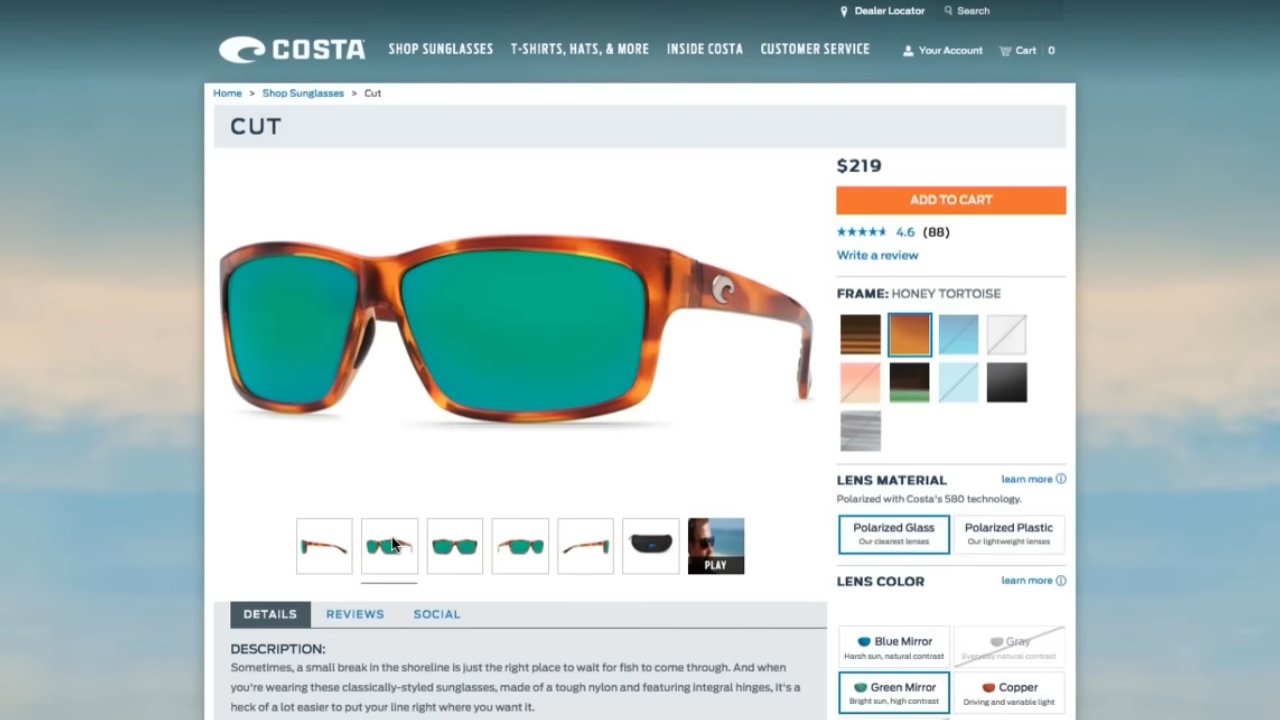 Dealer Locator
Search
COSTA
SHOP SUNGLASSES T-SHIRTS, HATS, & MORE INSIDE COSTA CUSTOMER SERVICE
Your Account Cart 0
Home > Shop Sunglasses > Cut
CUT
$219
ADD TO CART
4.6 (88)
Write a review
FRAME: HONEY TORTOISE
LENS MATERIAL learn more
Polarized with Costa's 580 technology.
Polarized Glass
Our clearest lenses
Polarized Plastic
Our lightweight lenses
LENS COLOR learn more
Blue Mirror
Harsh sun, natural contrast
Gray
Everyday natural contrast
Green Mirror
Bright sun, high contrast
Copper
Driving and variable light
PLAY
DETAILS REVIEWS SOCIAL
DESCRIPTION:
Sometimes, a small break in the shoreline is just the right place to wait for fish to come through. And when
you're wearing these classically-styled sunglasses, made of a tough nylon and featuring integral hinges, it's a
heck of a lot easier to put your line right where you want it.